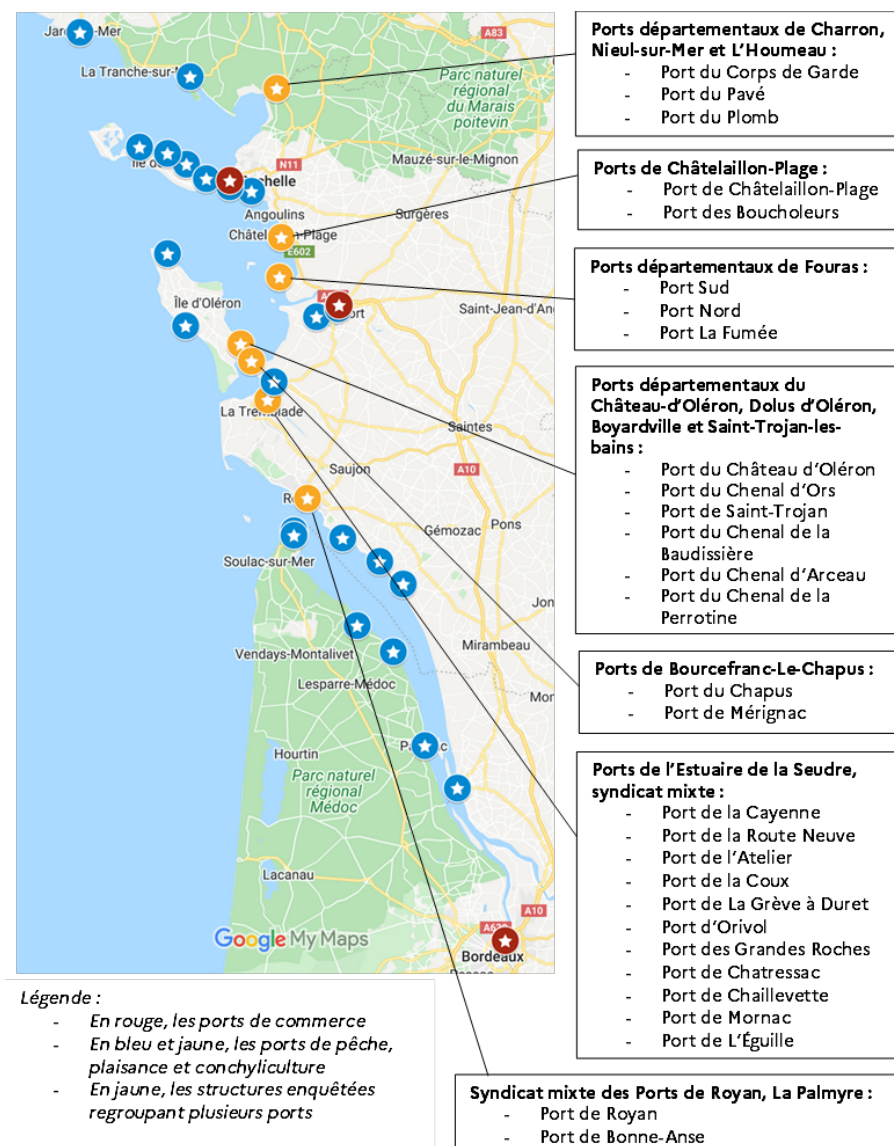 Jar
-Mer
La Tranche-sur-M
A83
Parc naturel
régional
du Marais
poitevin
N11
Mauzé-sur-le-Mignon
Île d
chelle
Angoulins
Surgères
Châtel
n-Plage
E602
Île d'Oléron
A
ort
Saint-Jean-d'An
La Trem
lade
Saintes
Saujon
A10
R
Gémozac
Pons
Soulac-sur-Mer
Jon
Mirambeau
Vendays-Montalivet
Lesparre-Médoc
Mon
P
c
Hourtin
Parc naturel
régional
Médoc
Lacanau
A10
A630
Google My Maps
Bordeaux
Ports départementaux de Charron,
Nieul-sur-Mer et L'Houmeau :
- Port du Corps de Garde
- Port du Pavé
- Port du Plomb
Ports de Châtelaillon-Plage :
- Port de Châtelaillon-Plage
- Port des Boucholeurs
Ports départementaux de Fouras :
- Port Sud
- Port Nord
- Port La Fumée
Ports départementaux du
Château-d'Oléron, Dolus d'Oléron,
Boyardville et Saint-Trojan-les-
bains :
- Port du Château d'Oléron
- Port du Chenal d'Ors
- Port de Saint-Trojan
- Port du Chenal de la
Baudissière
- Port du Chenal d'Arceau
- Port du Chenal de la
Perrotine
Ports de Bourcefranc-Le-Chapus :
- Port du Chapus
- Port de Mérignac
Ports de l'Estuaire de la Seudre,
syndicat mixte :
- Port de la Cayenne
- Port de la Route Neuve
- Port de l'Atelier
- Port de la Coux
- Port de La Grève à Duret
- Port d'Orivol
- Port des Grandes Roches
- Port de Chatressac
- Port de Chaillevette
- Port de Mornac
- Port de L'Éguille
Syndicat mixte des Ports de Royan, La Palmyre :
- Port de Royan
- Port de Bonne-Anse
Légende :
- En rouge, les ports de commerce
- En bleu et jaune, les ports de pêche,
plaisance et conchyliculture
- En jaune, les structures enquêtées
regroupant plusieurs ports